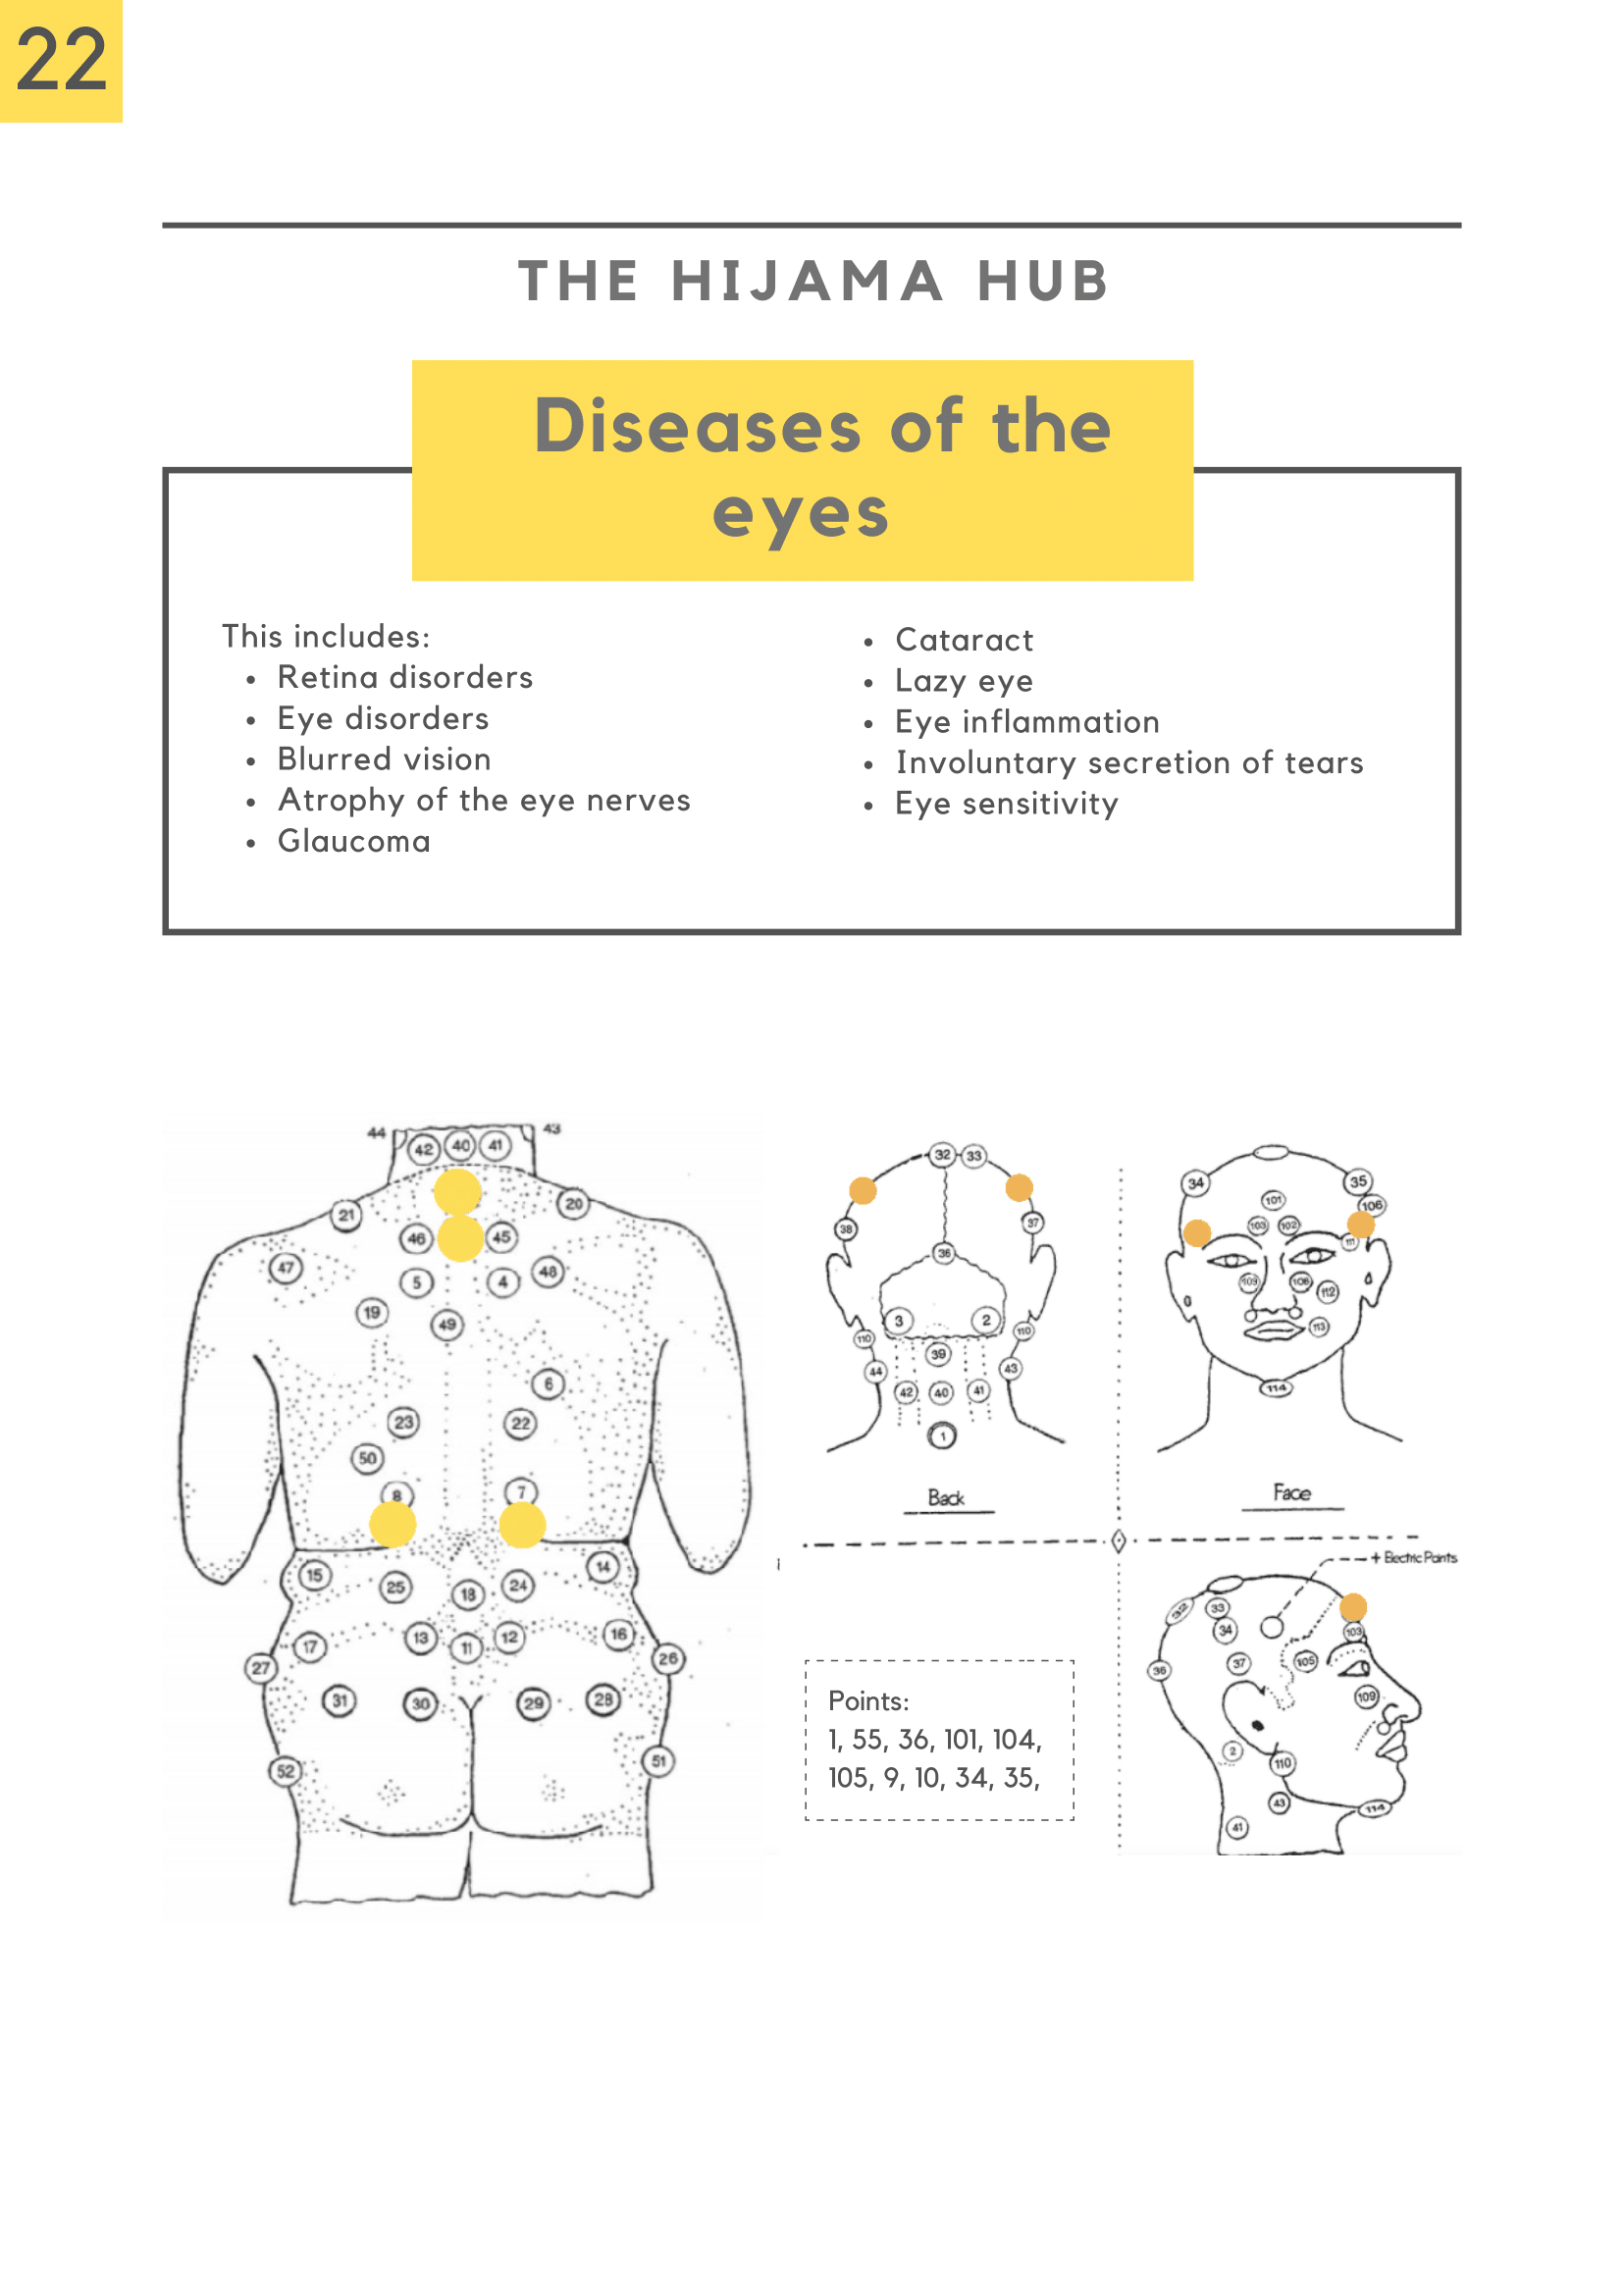 22
THE HIJAMA HUB
Diseases of the
eyes
This includes:
• Retina disorders
• Eye disorders
• Blurred vision
• Atrophy of the eye nerves
• Glaucoma
• Cataract
• Lazy eye
• Eye inflammation
• Involuntary secretion of tears
• Eye sensitivity
44 42 40 41 43
21 20
46 45
47 5 4 48
19 49
6
23 22
50
8 7
15 25 18 24 14
17 13 11 12 16
27 26
31 30 29 28
52 51
32 33
38 37
36
3 2
110 110
39
44 43
42 40 41
1
Back
34 35
101 106
103 102
111
109 108 112
113
114
Face
+ Electric Points
32 33
34
103
36 37 105
109
2 110
43 114
41
Points:
1, 55, 36, 101, 104,
105, 9, 10, 34, 35,